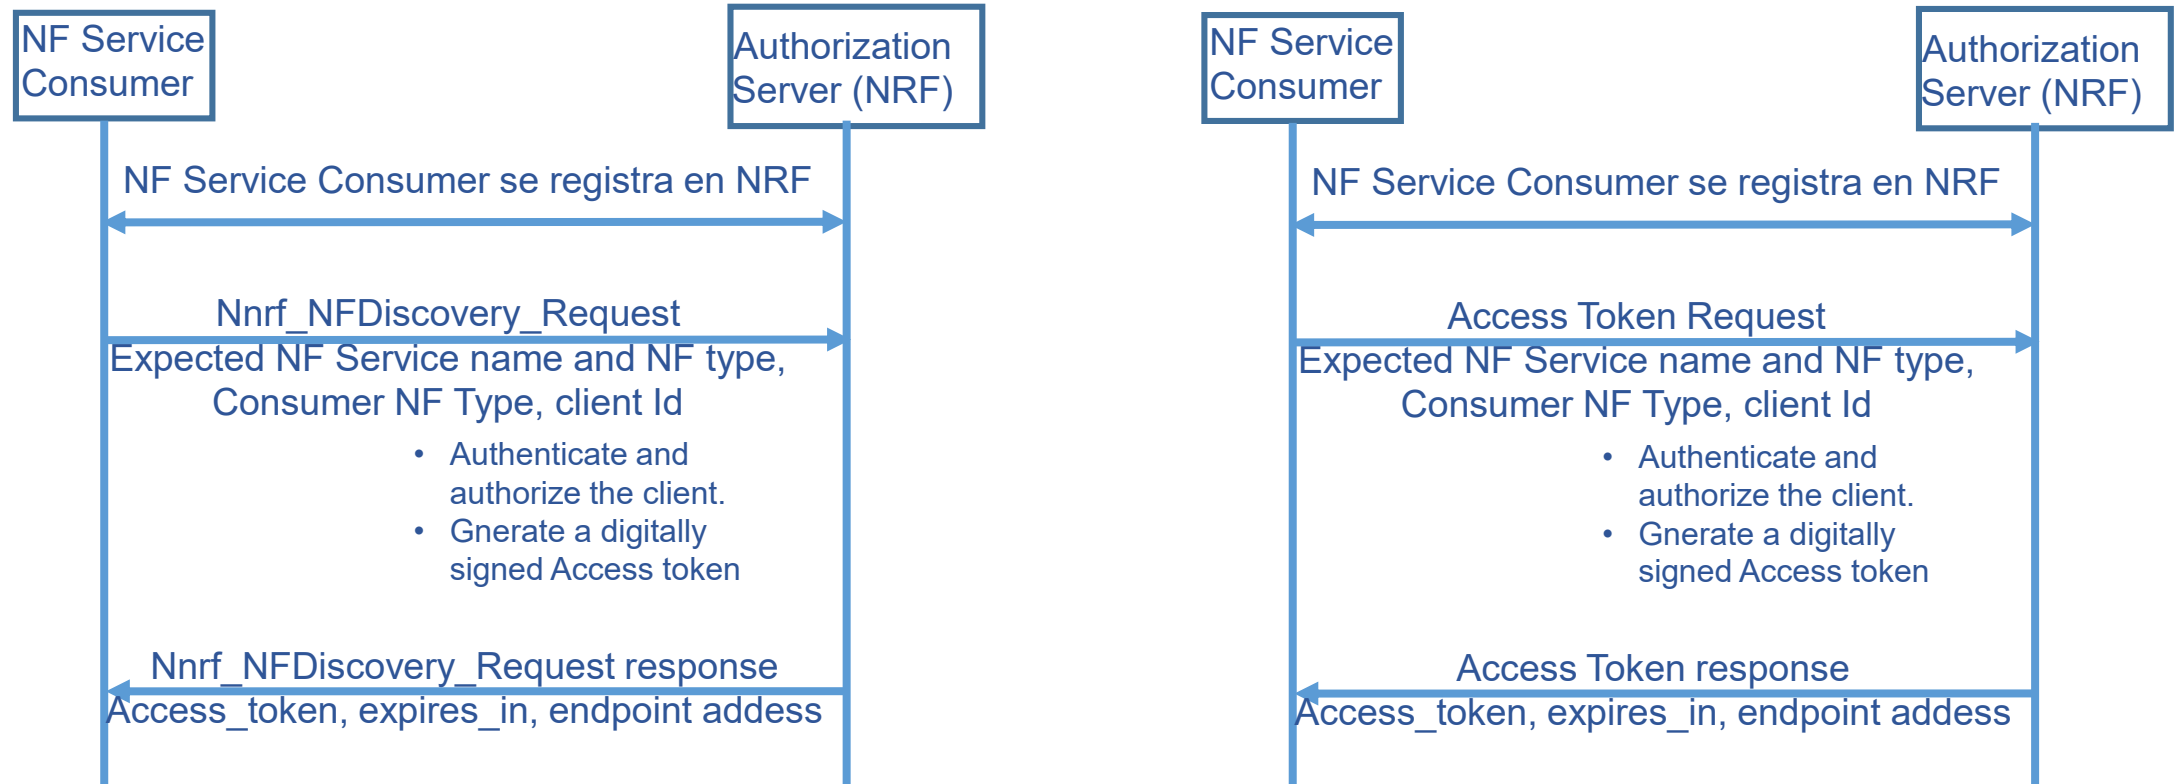 NF Service
Consumer
Authorization
Server (NRF)
NF Service Consumer se registra en NRF
Nnrf_NFDiscovery_Request
Expected NF Service name and NF type,
Consumer NF Type, client Id
• Authenticate and
authorize the client.
• Gnerate a digitally
signed Access token
Nnrf_NFDiscovery_Request response
Access_token, expires_in, endpoint addess
NF Service
Consumer
Authorization
Server (NRF)
NF Service Consumer se registra en NRF
Access Token Request
Expected NF Service name and NF type,
Consumer NF Type, client Id
• Authenticate and
authorize the client.
• Gnerate a digitally
signed Access token
Access Token response
Access_token, expires_in, endpoint addess